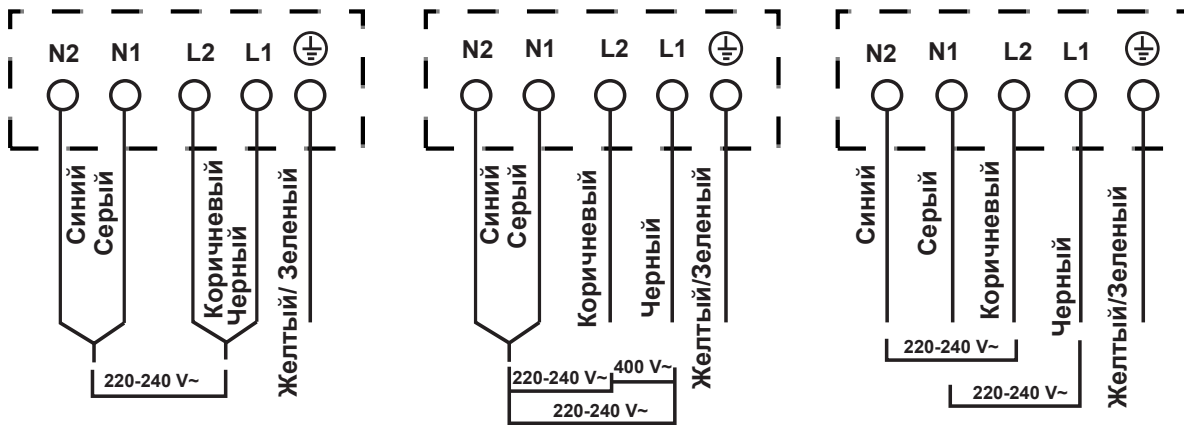 N2 N1 L2 L1
Синий
Серый
Коричневый
Черный
Желтый/ Зеленый
220-240 V~
N2 N1 L2 L1
Синий
Серый
Коричневый
Черный
Желтый/Зеленый
220-240 V~
400 V~
220-240 V~
N2 N1 L2 L1
Синий
Серый
Коричневый
Черный
Желтый/Зеленый
220-240 V~
220-240 V~